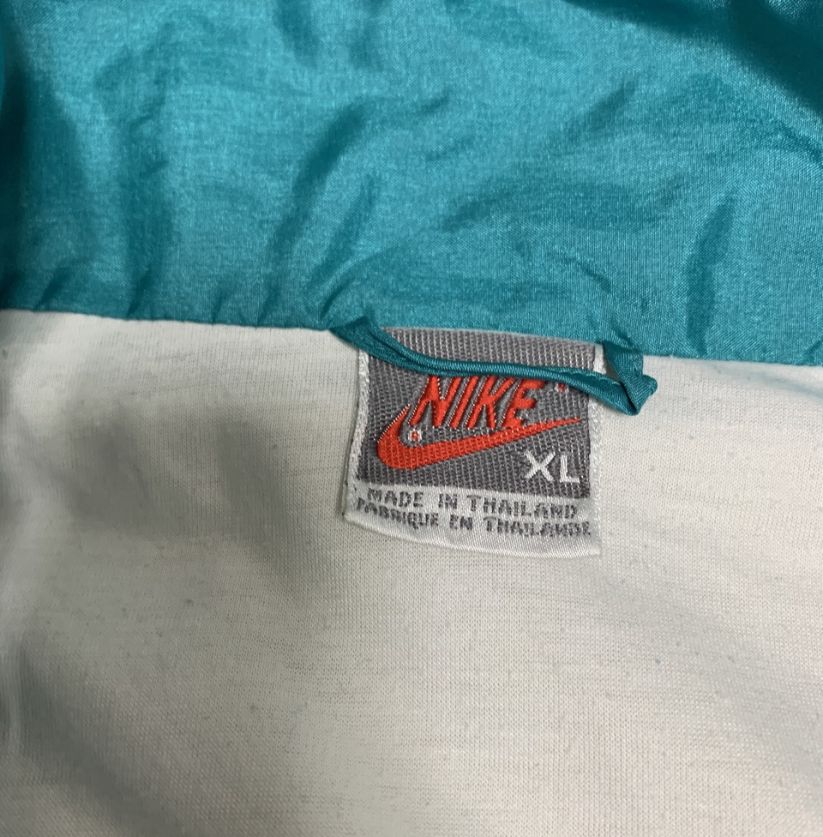 NIKE
®
XL
MADE IN THAILAND
FABRIQUE EN THAILANDE